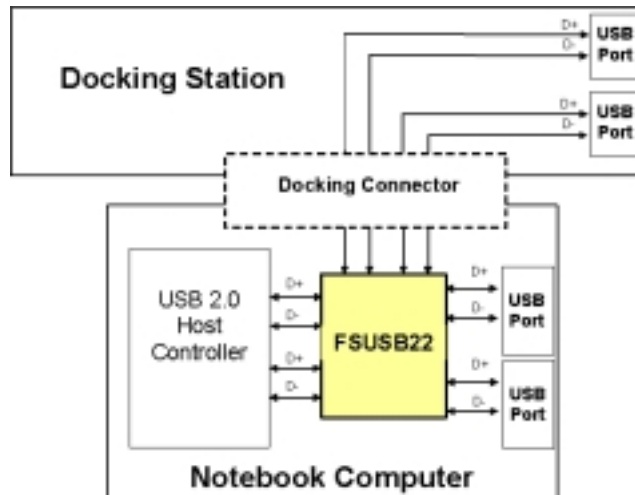 Docking Station
D+
D-
USB
Port
D+
D-
USB
Port
Docking Connector
USB 2.0
Host
Controller
D+
D-
D+
D-
FSUSB22
D+
D-
USB
Port
D+
D-
USB
Port
Notebook Computer